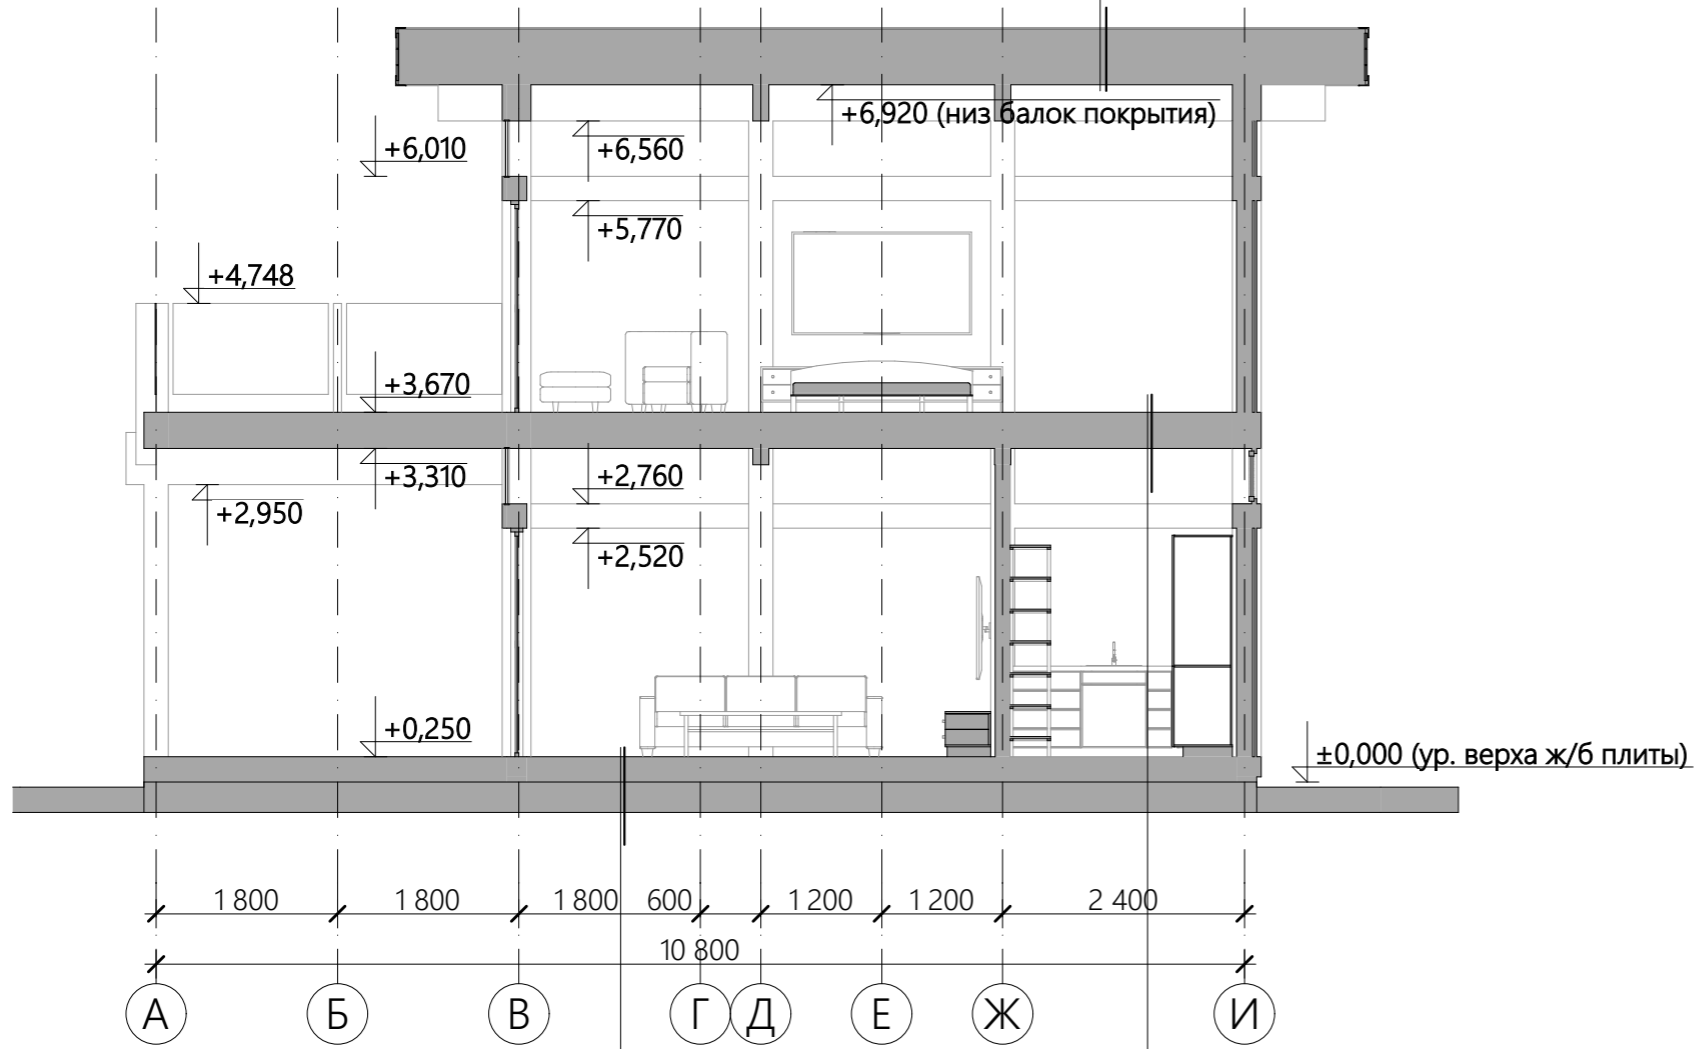 +6,920 (низ балок покрытия)
+6,010
+6,560
+5,770
+4,748
+3,670
+3,310
+2,760
+2,950
+2,520
+0,250
±0,000 (ур. верха ж/б плиты)
1 800 1 800 1 800 600 1 200 1 200 2 400
10 800
А Б В Г Д Е Ж И